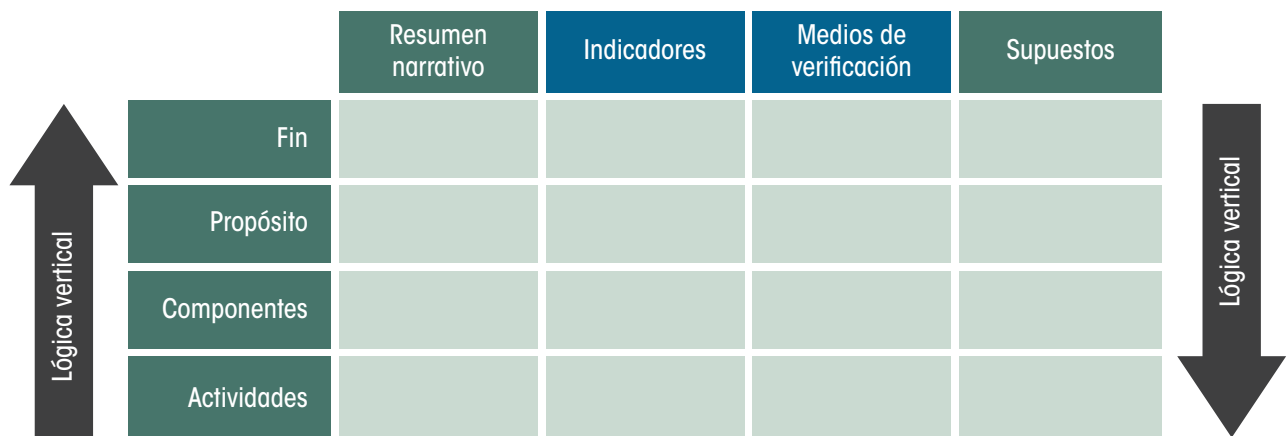 Resumen
narrativo
Indicadores
Medios de
verificación
Supuestos
Fin
Propósito
Componentes
Actividades
Lógica vertical
Lógica vertical